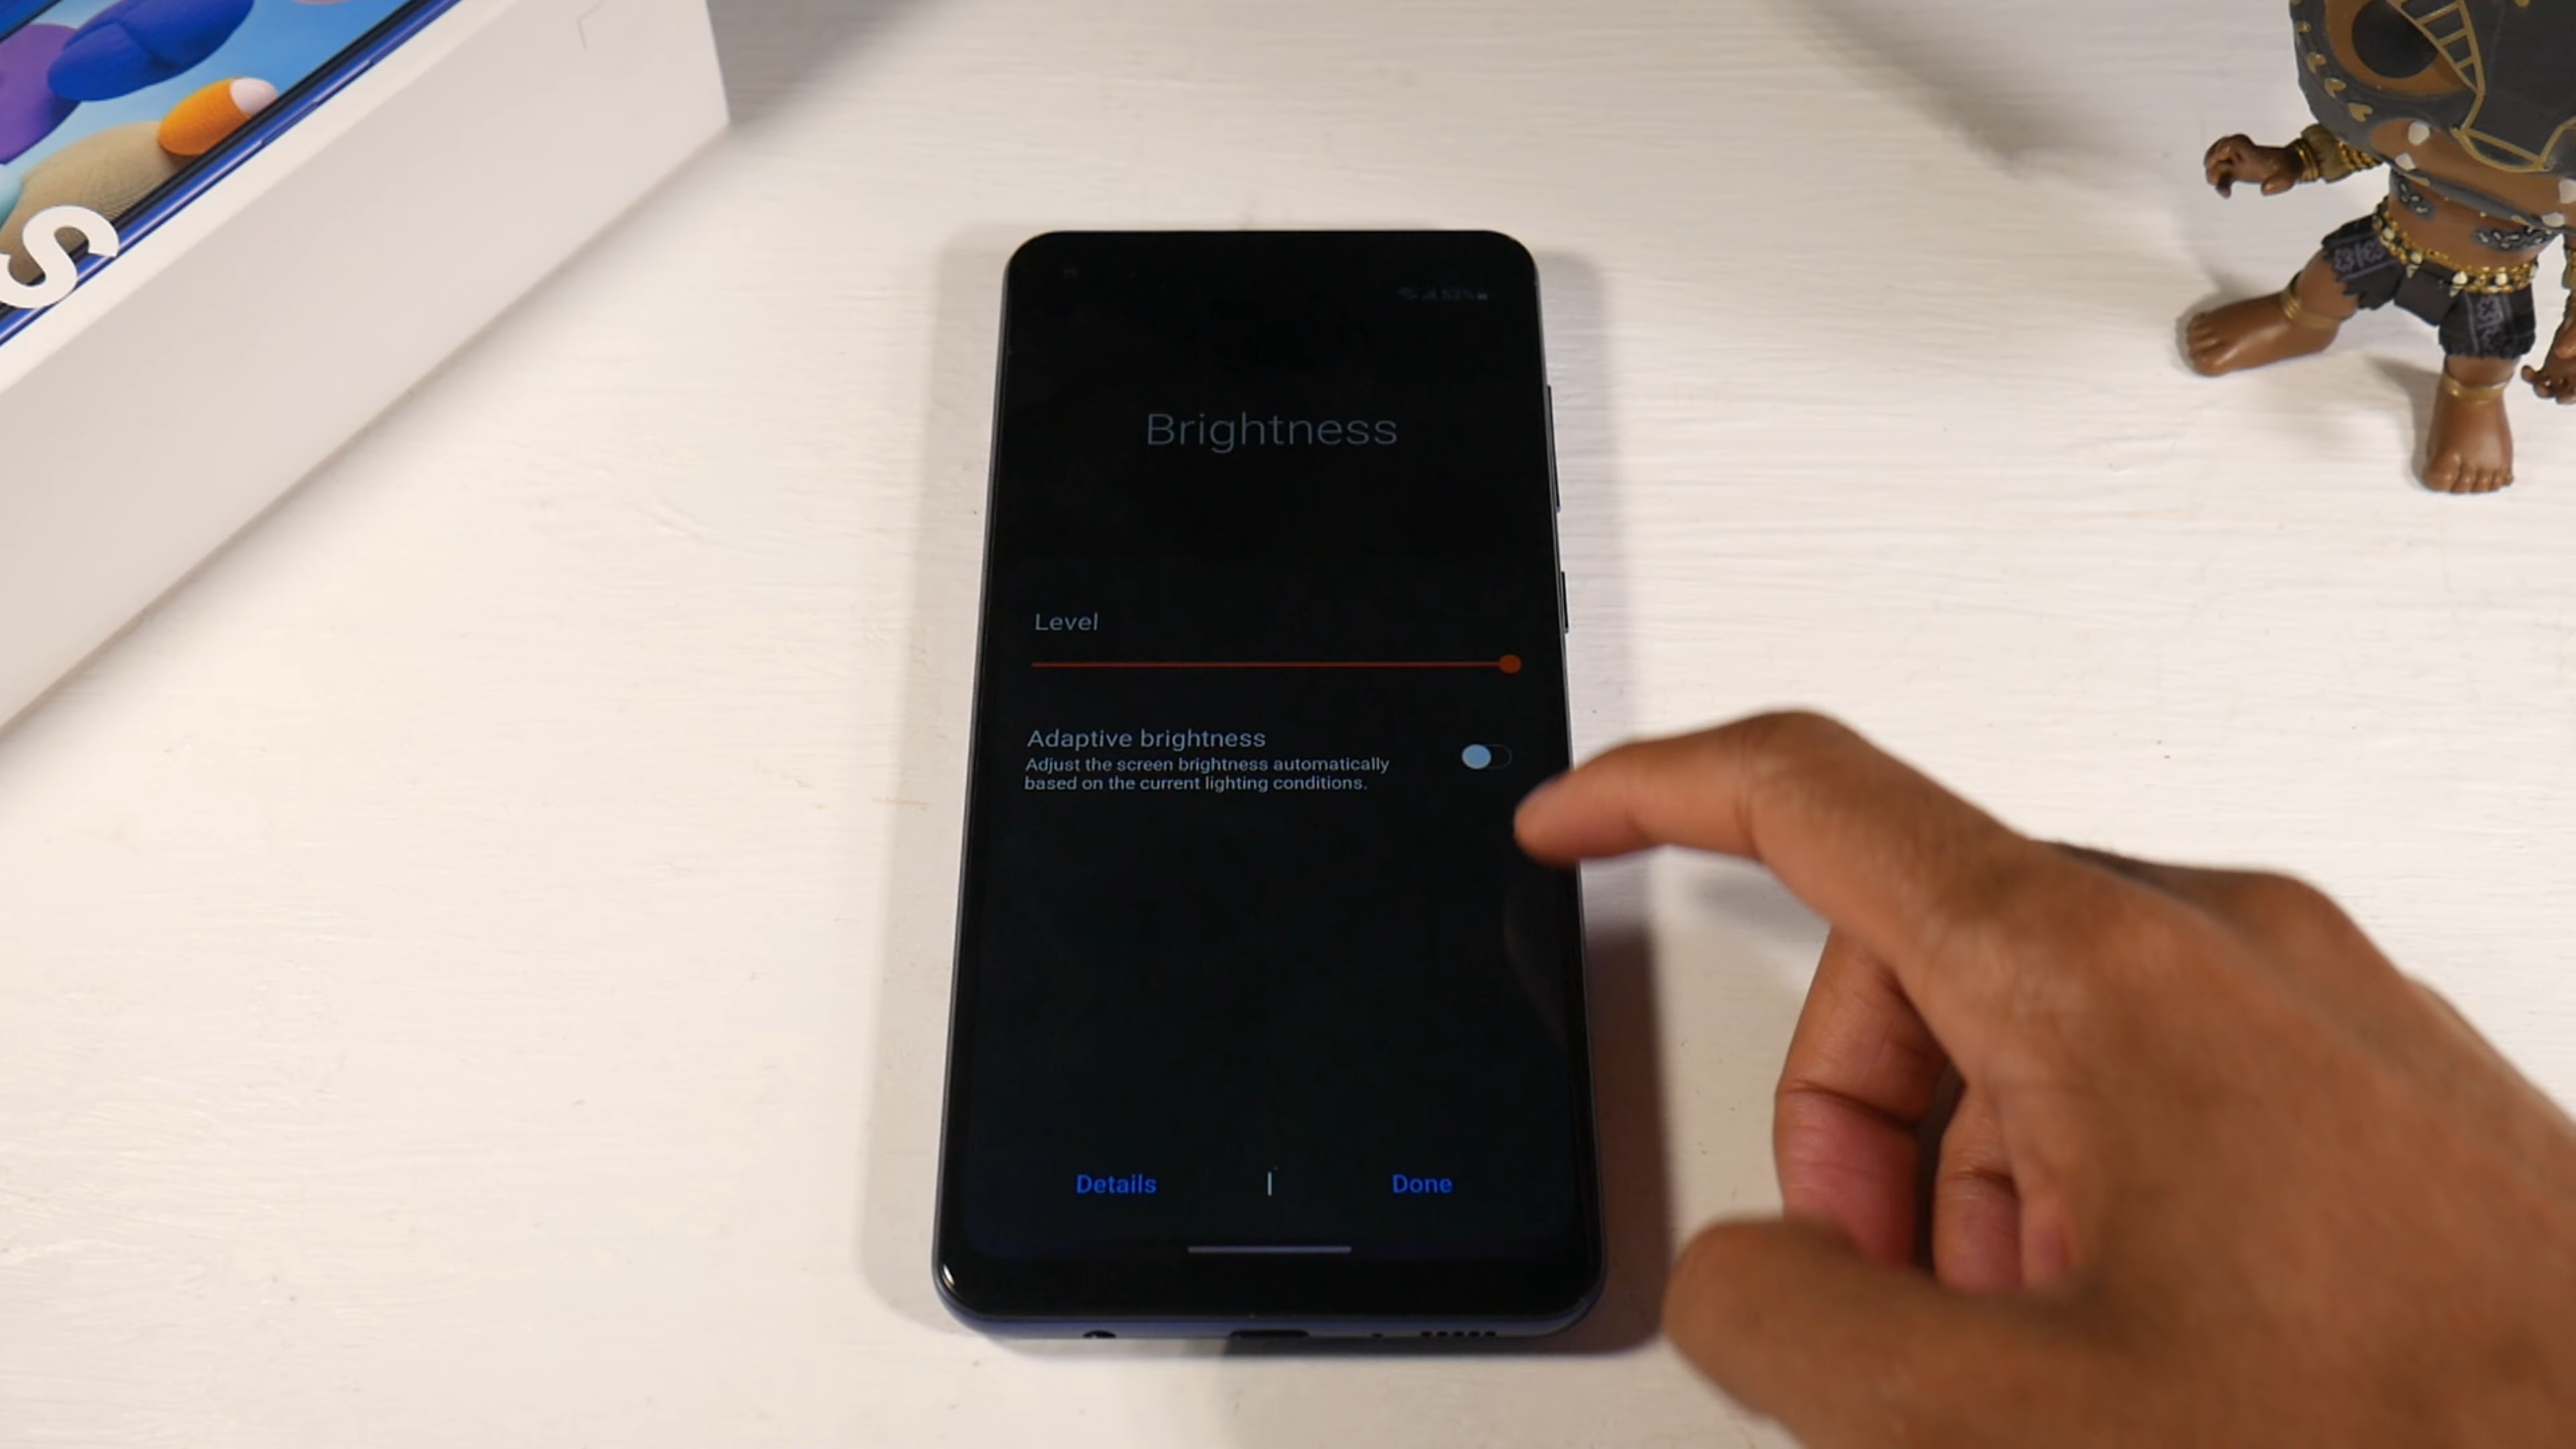 S
Brightness
Level
Adaptive brightness
Adjust the screen brightness automatically
based on the current lighting conditions.
Details | Done